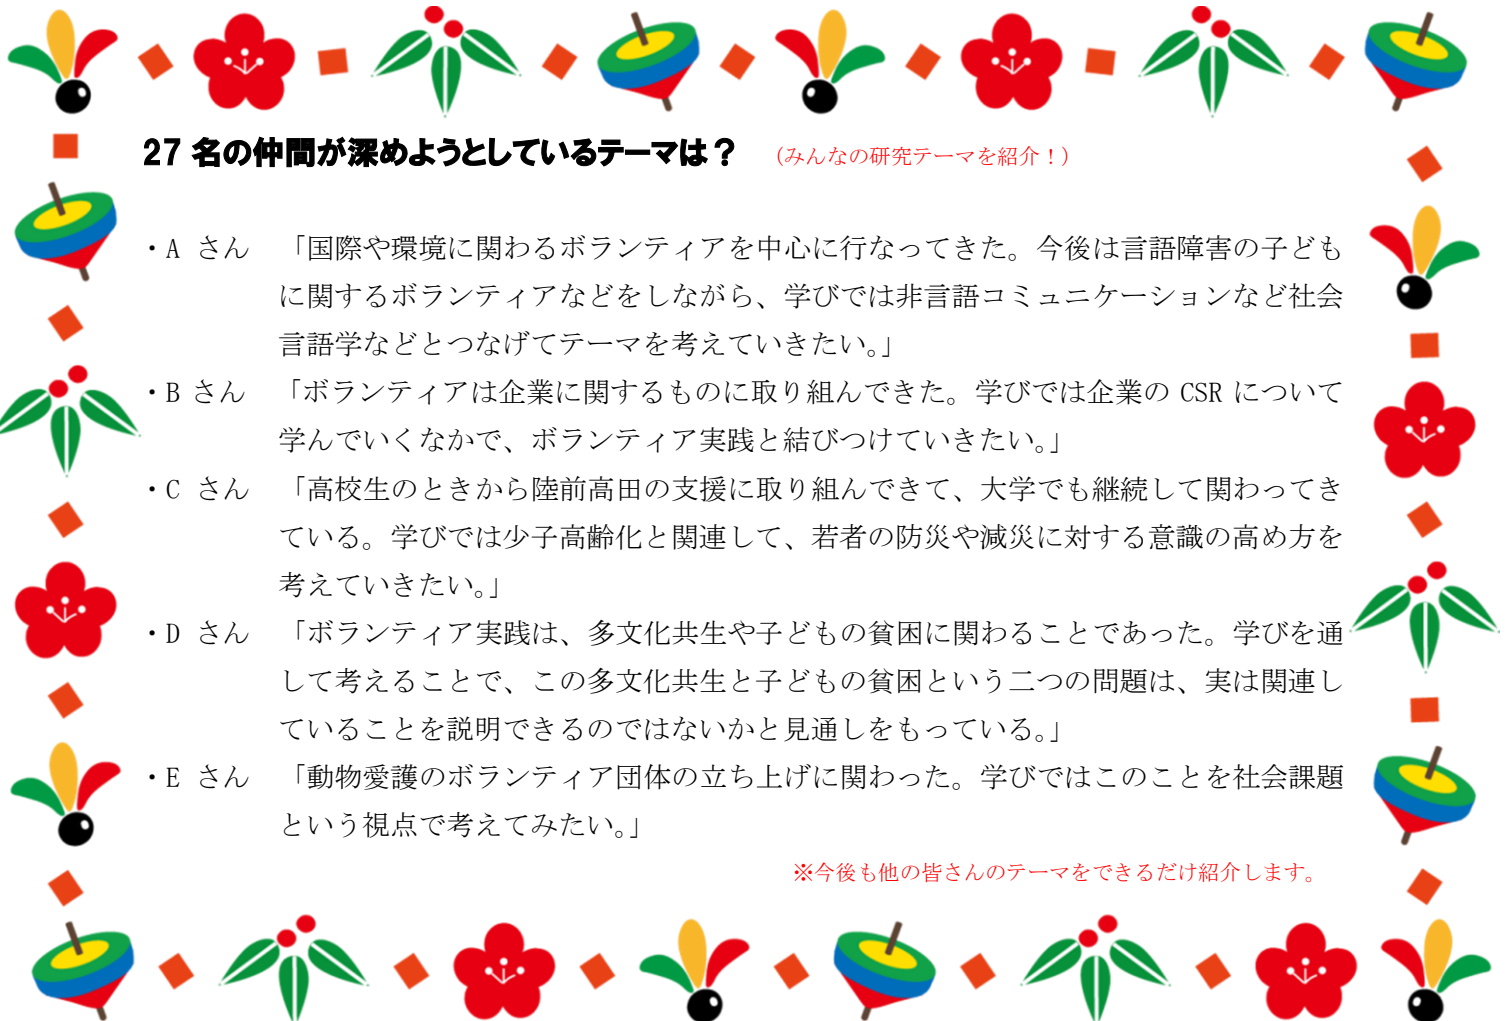 27 名の仲間が深めようとしているテーマは？ （みんなの研究テーマを紹介！）
・A さん 「国際や環境に関わるボランティアを中心に行なってきた。今後は言語障害の子ども
に関するボランティアなどをしながら、学びでは非言語コミュニケーションなど社会
言語学などとつなげてテーマを考えていきたい。」
・B さん 「ボランティアは企業に関するものに取り組んできた。学びでは企業の CSR について
学んでいくなかで、ボランティア実践と結びつけていきたい。」
・C さん 「高校生のときから陸前高田の支援に取り組んできて、大学でも継続して関わってき
ている。学びでは少子高齢化と関連して、若者の防災や減災に対する意識の高め方を
考えていきたい。」
・D さん 「ボランティア実践は、多文化共生や子どもの貧困に関わることであった。学びを通
して考えることで、この多文化共生と子どもの貧困という二つの問題は、実は関連し
ていることを説明できるのではないかと見通しをもっている。」
・E さん 「動物愛護のボランティア団体の立ち上げに関わった。学びではこのことを社会課題
という視点で考えてみたい。」
※今後も他の皆さんのテーマをできるだけ紹介します。